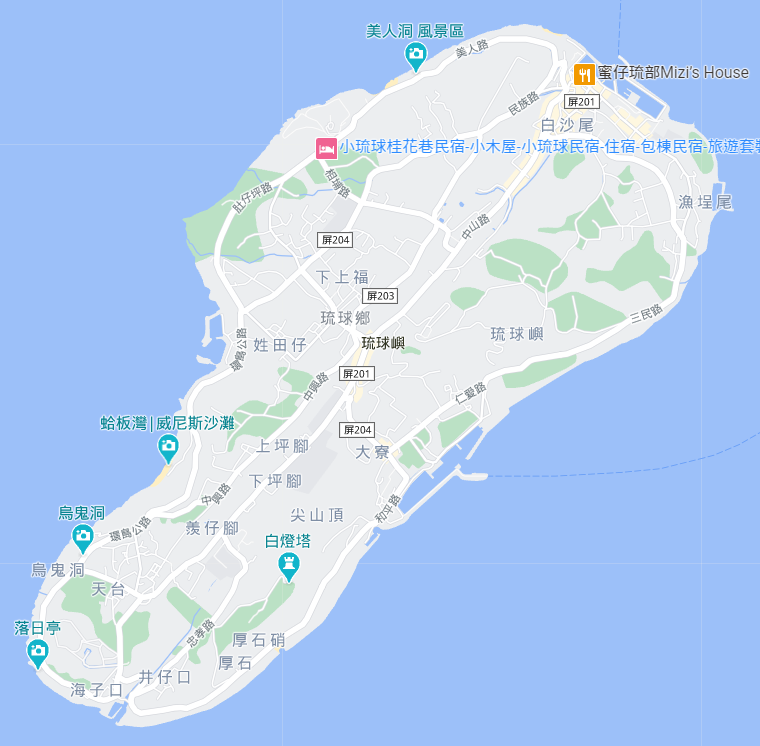 美人洞 風景區
美人路
蜜仔琉部Mizi's House
屏201
民族路
白沙尾
小琉球桂花巷民宿-小木屋-小琉球民宿-住宿-包棟民宿-旅遊套裝
相埔路
肚仔坪路
漁埕尾
中山路
屏204
下上福
屏203
琉球鄉
三民路
琉球嶼
琉球嶼
環島公路
姓田仔
屏201
中興路
仁愛路
蛤板灣|威尼斯沙灘
屏204
上坪腳
大寮
下坪腳
中興路
和平路
烏鬼洞
尖山頂
環島公路
羨仔腳
白燈塔
烏鬼洞
天台
落日亭
忠孝路
厚石硝
厚石
井仔口
海子口